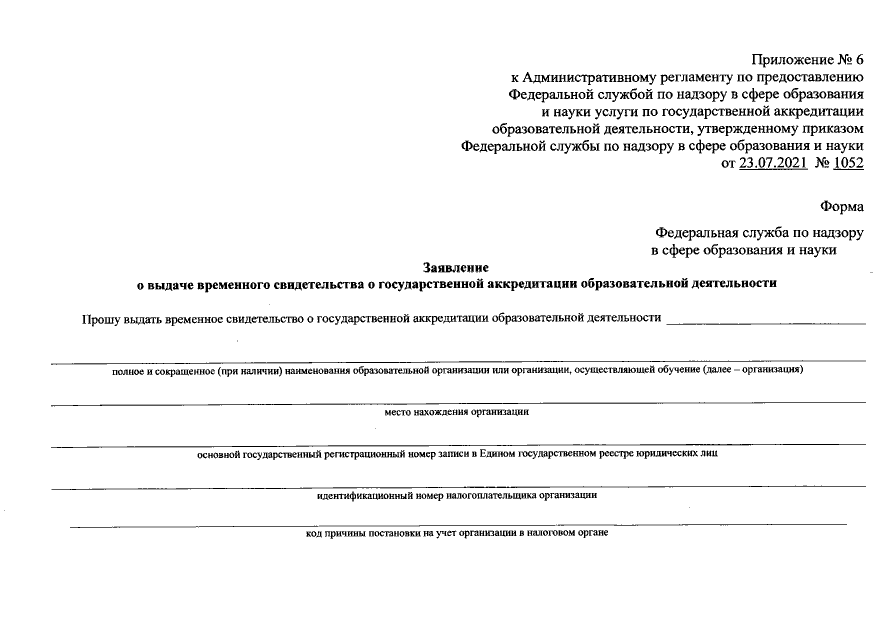 Приложение № 6
к Административному регламенту по предоставлению
Федеральной службой по надзору в сфере образования
и науки услуги по государственной аккредитации
образовательной деятельности, утвержденному приказом
Федеральной службы по надзору в сфере образования и науки
от 23.07.2021 № 1052
Форма
Федеральная служба по надзору
в сфере образования и науки
Заявление
о выдаче временного свидетельства о государственной аккредитации образовательной деятельности
Прошу выдать временное свидетельство о государственной аккредитации образовательной деятельности
полное и сокращенное (при наличии) наименования образовательной организации или организации, осуществляющей обучение (далее – организация)
место нахождения организации
основной государственный регистрационный номер записи в Едином государственном реестре юридических лиц
идентификационный номер налогоплательщика организации
код причины постановки на учет организации в налоговом органе